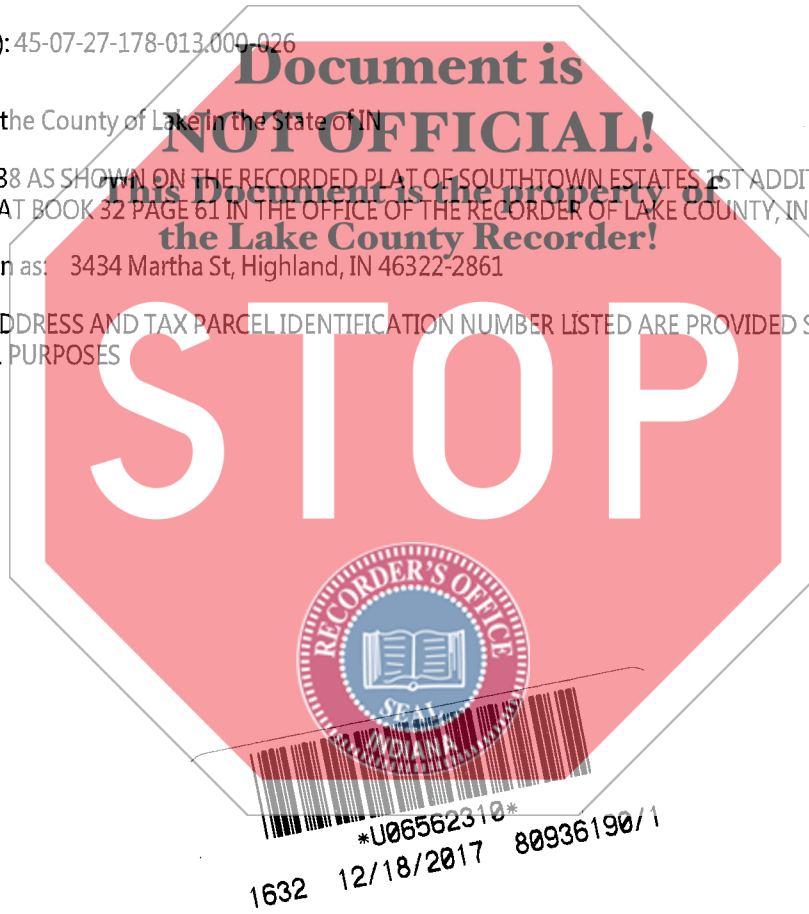 ): 45-07-27-178-013.000-026
Document is
the County of Lake in the State of IN
NOT OFFICIAL!
38 AS SHOWN ON THE RECORDED PLAT OF SOUTHTOWN ESTATES 1ST ADDIT
This Document is the property of
AT BOOK 32 PAGE 61 IN THE OFFICE OF THE RECORDER OF LAKE COUNTY, IN
the Lake County Recorder!
n as: 3434 Martha St, Highland, IN 46322-2861
DDRESS AND TAX PARCEL IDENTIFICATION NUMBER LISTED ARE PROVIDED S
L PURPOSES
STOP
RECORDER'S OFFICE
SEAL
INDIANA
*U06562310*
1632 12/18/2017 80936190/1